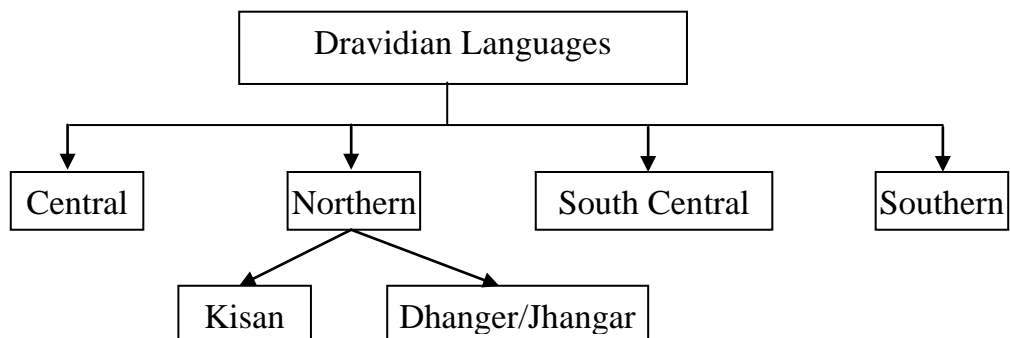 Dravidian Languages
Central
Northern
South Central
Southern
Kisan
Dhanger/Jhangar